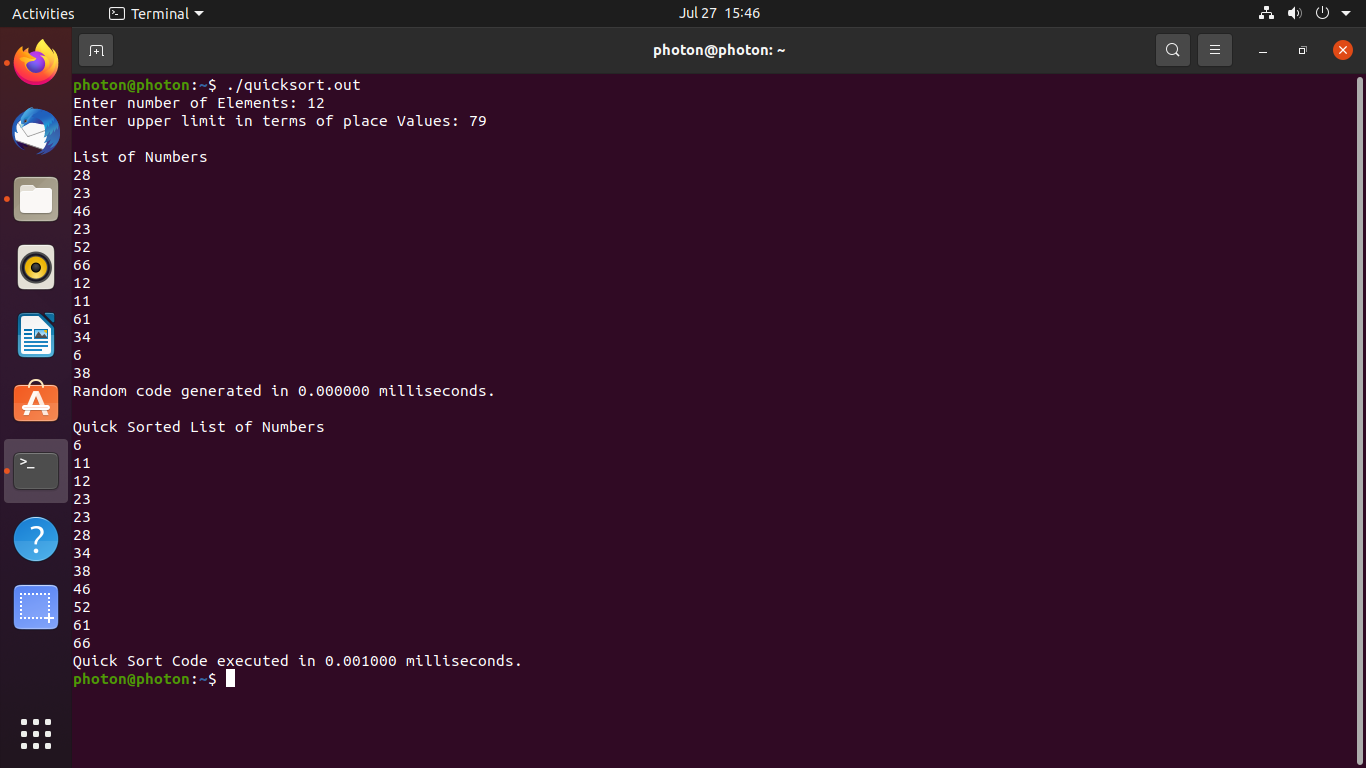 Activities Terminal Jul 27 15:46
photon@photon: ~
photon@photon:~$ ./quicksort.out
Enter number of Elements: 12
Enter upper limit in terms of place Values: 79
List of Numbers
28
23
46
23
52
66
12
11
61
34
6
38
Random code generated in 0.000000 milliseconds.
Quick Sorted List of Numbers
6
11
12
23
23
28
34
38
46
52
61
66
Quick Sort Code executed in 0.001000 milliseconds.
photon@photon:~$